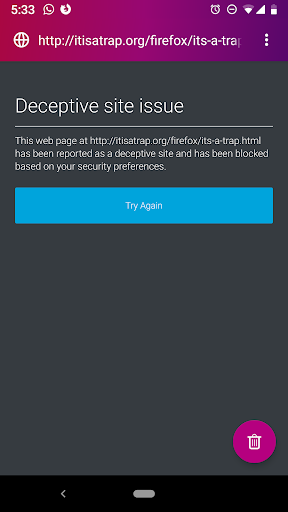 5:33
http://itisatrap.org/firefox/its-a-trap
Deceptive site issue
This web page at http://itisatrap.org/firefox/its-a-trap.html
has been reported as a deceptive site and has been blocked
based on your security preferences.
Try Again